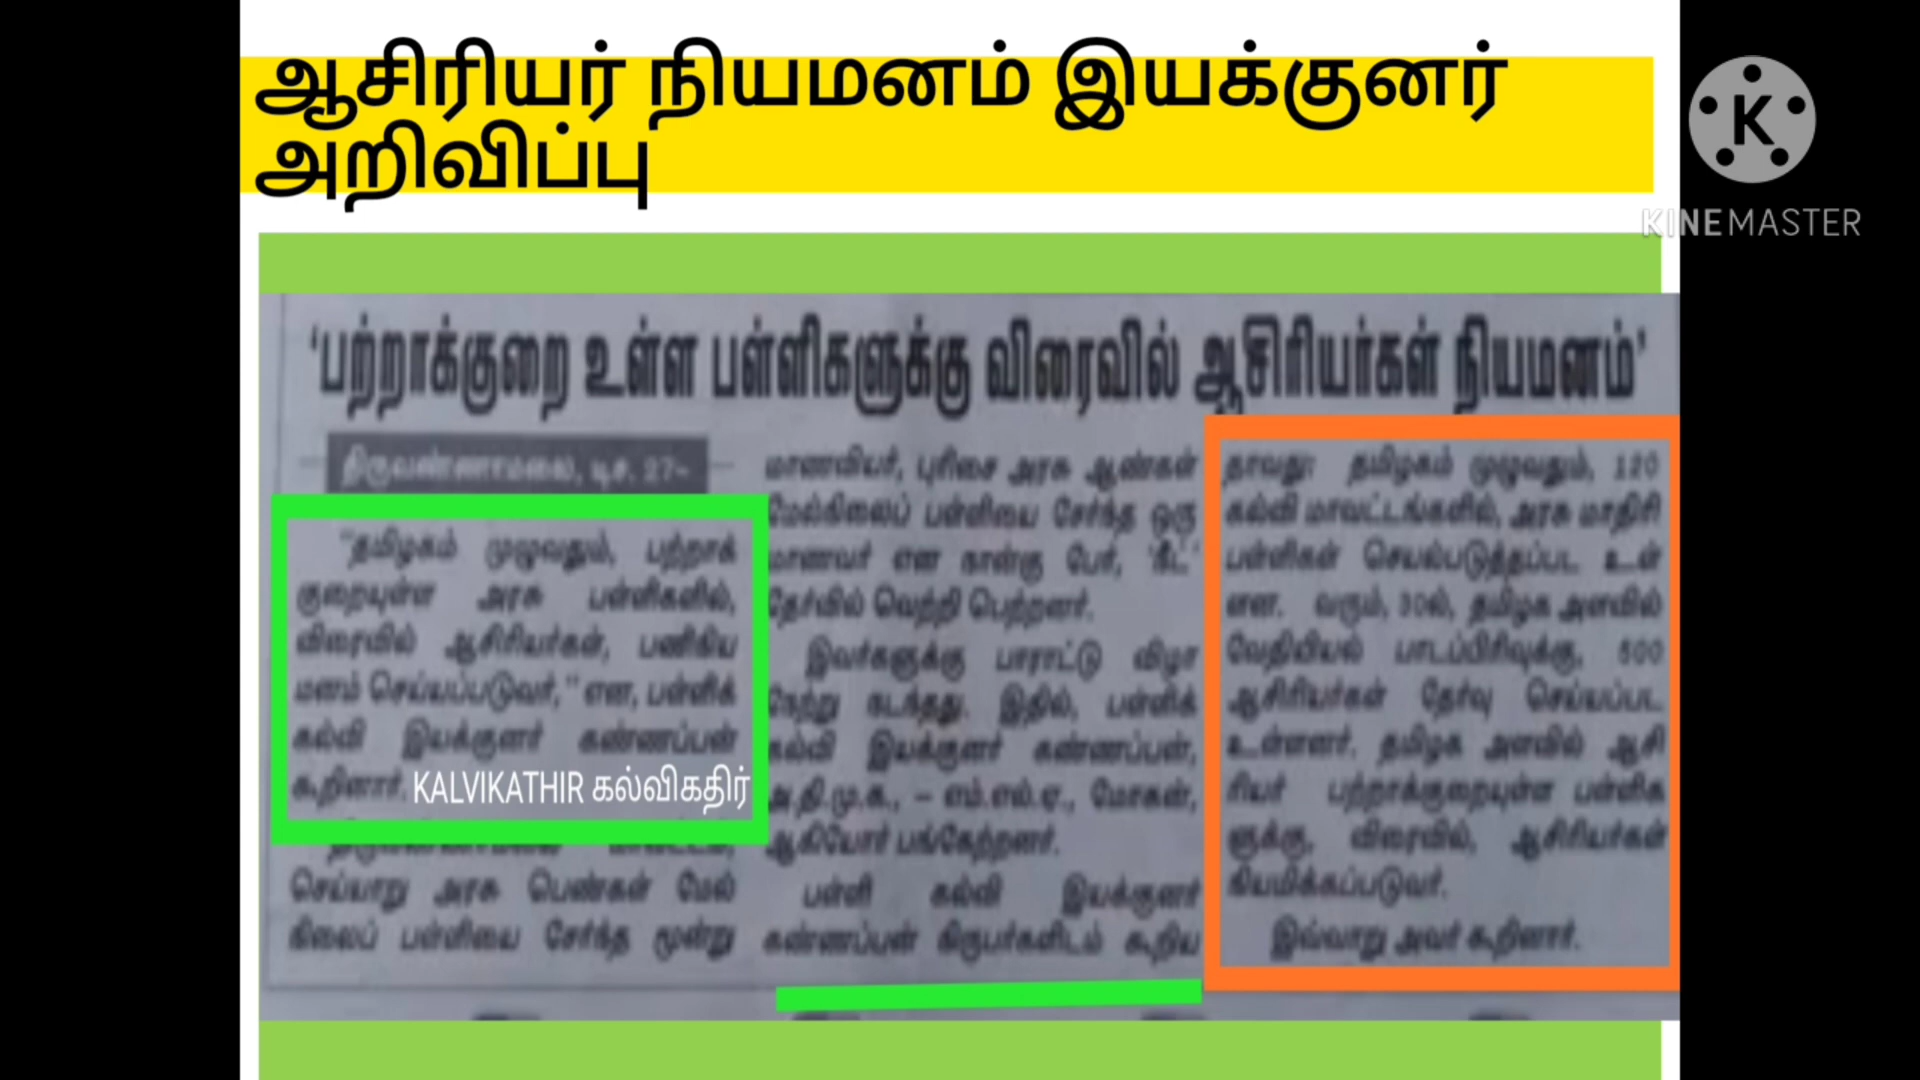 ஆசிரியர் நியமனம் இயக்குனர்
அறிவிப்பு
K
KINEMASTER
'பற்றாக்குறை உள்ள பள்ளிகளுக்கு விரைவில் ஆசிரியர்கள் நியமனம்'
திருவண்ணாமலை, டிச. 27-
"தமிழகம் முழுவதும், பற்றாக்
குறையுள்ள அரசு பள்ளிகளில்,
விரைவில் ஆசிரியர்கள், பணிநிய
மனம் செய்யப்படுவர்," என, பள்ளிக்
கல்வி இயக்குனர் கண்ணப்பன்
கூறினார்.
KALVIKATHIR கல்விகதிர்
திருவண்ணாமலை மாவட்டம்,
செய்யாறு அரசு பெண்கள் மேல்
நிலைப் பள்ளியை சேர்ந்த மூன்று
மாணவியர், புரிசை அரசு ஆண்கள்
மேல்நிலைப் பள்ளியை சேர்ந்த ஒரு
மாணவர் என நான்கு பேர், 'நீட்'
தேர்வில் வெற்றி பெற்றனர்.
இவர்களுக்கு பாராட்டு விழா
நேற்று நடந்தது. இதில், பள்ளிக்
கல்வி இயக்குனர் கண்ணப்பன்,
அ.தி.மு.க., – எம்.எல்.ஏ., மோகன்,
ஆகியோர் பங்கேற்றனர்.
பள்ளி கல்வி இயக்குனர்
கண்ணப்பன் நிருபர்களிடம் கூறிய
தாவது: தமிழகம் முழுவதும், 120
கல்வி மாவட்டங்களில், அரசு மாதிரி
பள்ளிகள் செயல்படுத்தப்பட உள்
ளன. வரும், 30ல், தமிழக அளவில்
வேதியியல் பாடப்பிரிவுக்கு, 500
ஆசிரியர்கள் தேர்வு செய்யப்பட
உள்ளனர். தமிழக அளவில் ஆசி
ரியர் பற்றாக்குறையுள்ள பள்ளிக
ளுக்கு, விரைவில், ஆசிரியர்கள்
நியமிக்கப்படுவர்.
இவ்வாறு அவர் கூறினார்.